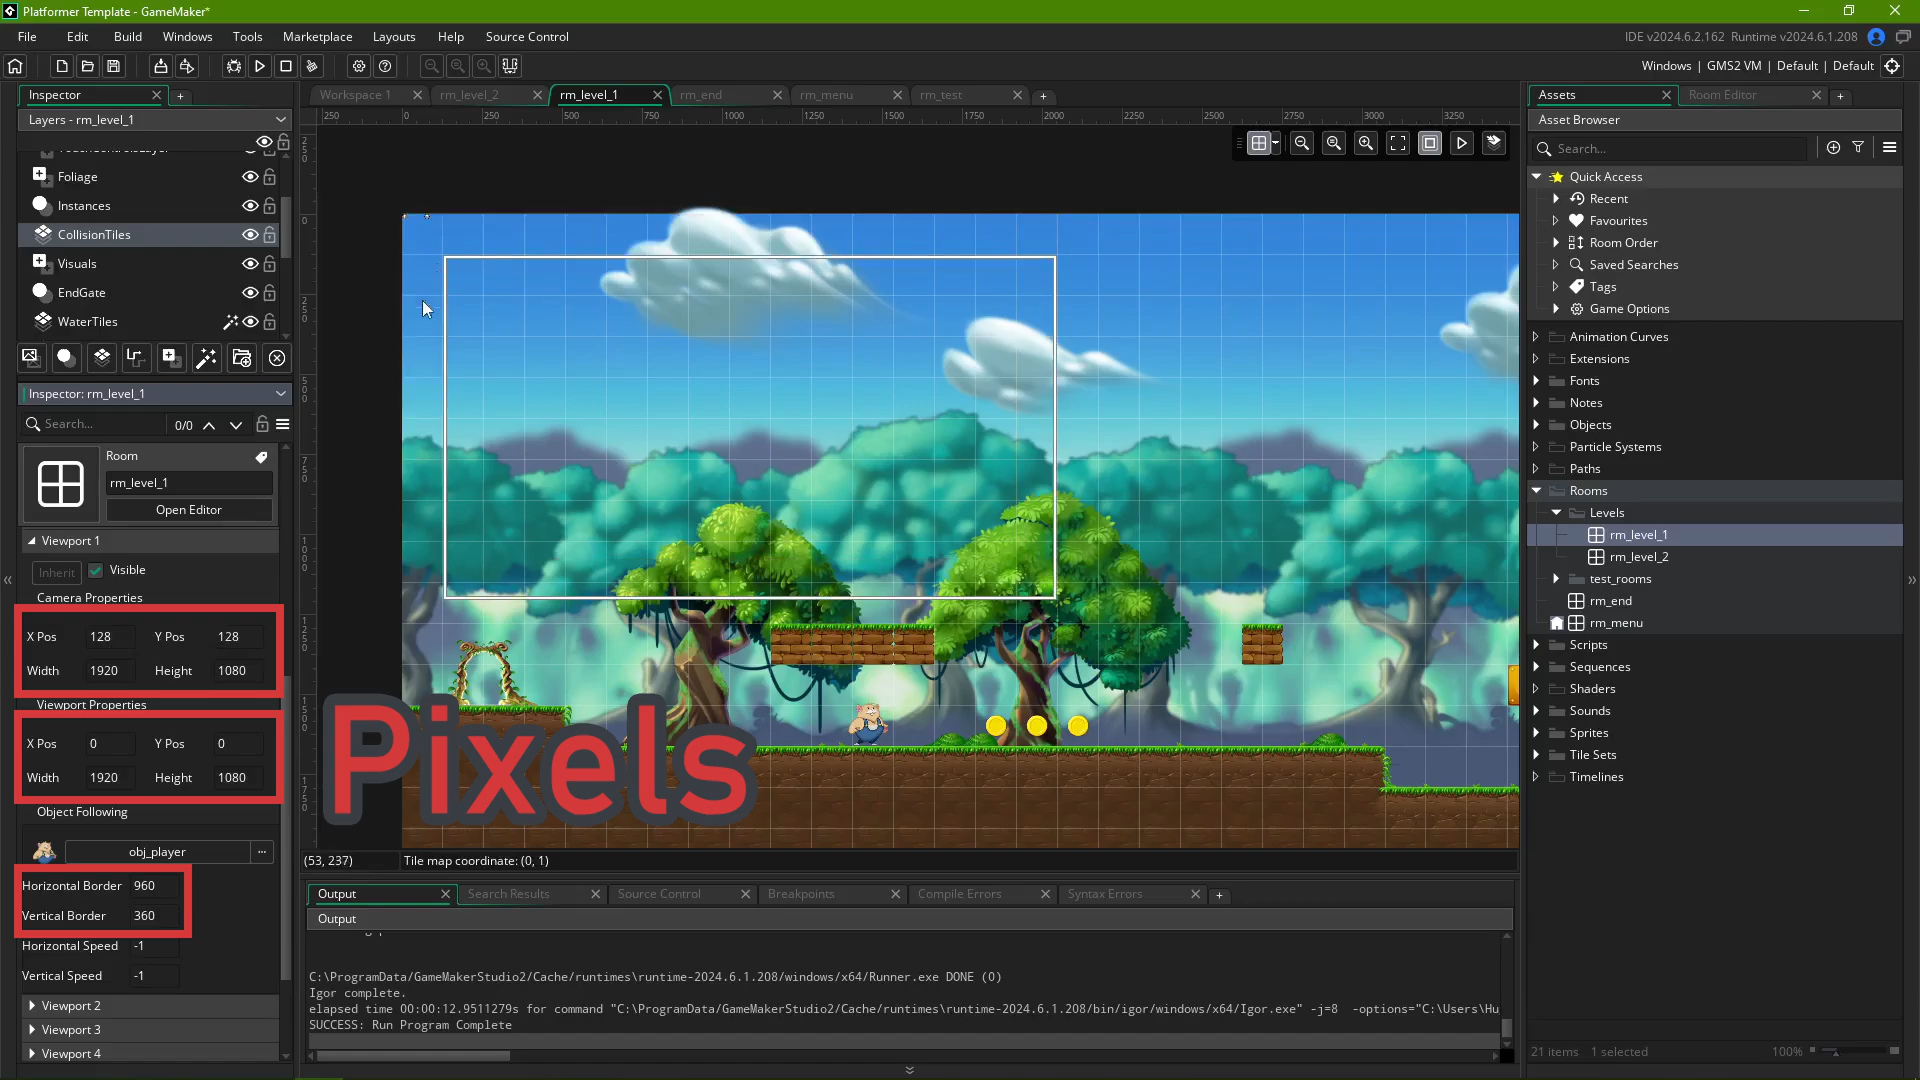 Platformer Template - GameMaker*
File Edit Build Windows Tools Marketplace Layouts Help Source Control
IDE v2024.6.2.162 Runtime v2024.6.1.208
Windows | GMS2 VM | Default | Default
Inspector
Layers - rm_level_1
Foliage
Instances
CollisionTiles
Visuals
EndGate
WaterTiles
Inspector: rm_level_1
Search...
0/0
Room
rm_level_1
Open Editor
Viewport 1
Inherit
Visible
Camera Properties
X Pos 128 Y Pos 128
Width 1920 Height 1080
Viewport Properties
X Pos 0 Y Pos 0
Width 1920 Height 1080
Object Following
obj_player ...
Horizontal Border 960
Vertical Border 360
Horizontal Speed -1
Vertical Speed -1
Viewport 2
Viewport 3
Viewport 4
Workspace 1 rm_level_2 rm_level_1 rm_end rm_menu rm_test
250 0 250 500 750 1000 1250 1500 1750 2000 2250 2500 2750 3000 3250
250
0
250
500
750
1000
1250
1500
1750
Pixels
(53, 237) Tile map coordinate: (0, 1)
Output Search Results Source Control Breakpoints Compile Errors Syntax Errors
Output
C:\ProgramData/GameMakerStudio2/Cache/runtimes\runtime-2024.6.1.208/windows/x64/Runner.exe DONE (0)
Igor complete.
elapsed time 00:00:12.9511279s for command "C:\ProgramData/GameMakerStudio2/Cache/runtimes\runtime-2024.6.1.208/bin/igor/windows/x64/Igor.exe" -j=8 -options="C:\Users\Hu
SUCCESS: Run Program Complete
Assets Room Editor
Asset Browser
Search...
Quick Access
Recent
Favourites
Room Order
Saved Searches
Tags
Game Options
Animation Curves
Extensions
Fonts
Notes
Objects
Particle Systems
Paths
Rooms
Levels
rm_level_1
rm_level_2
test_rooms
rm_end
rm_menu
Scripts
Sequences
Shaders
Sounds
Sprites
Tile Sets
Timelines
21 items 1 selected 100%